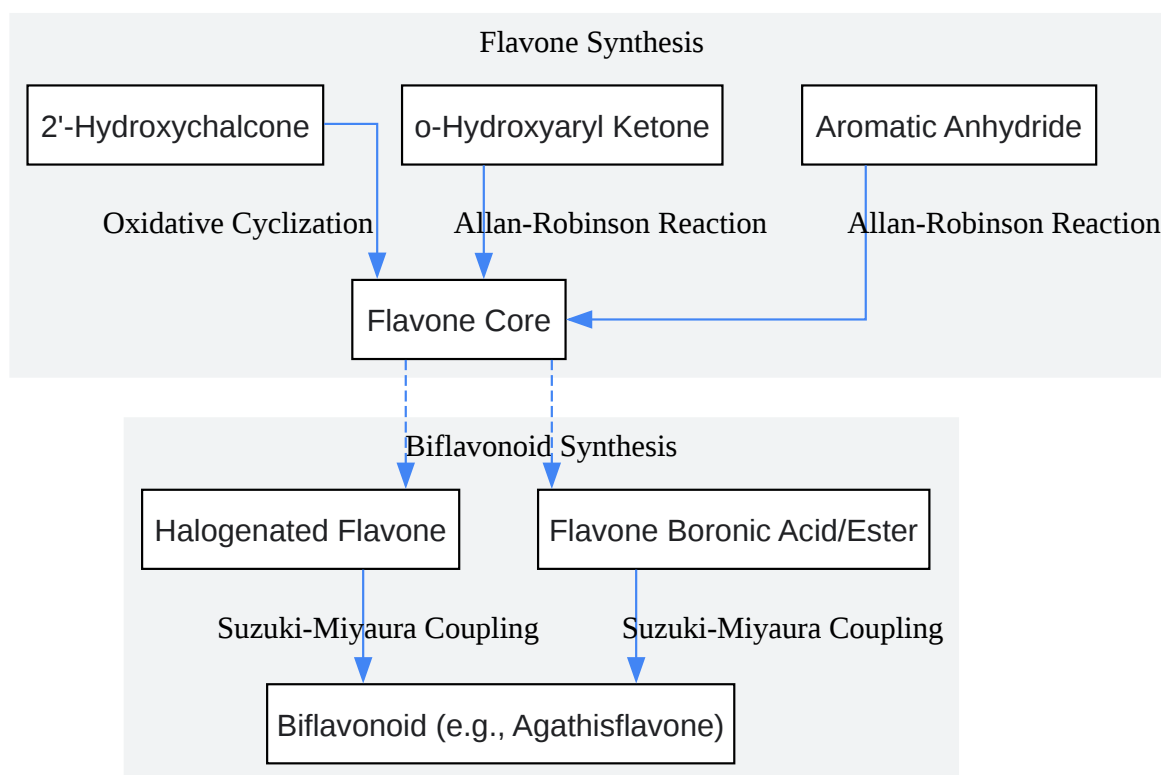 Flavone Synthesis
2'-Hydroxychalcone
o-Hydroxyaryl Ketone
Aromatic Anhydride
Oxidative Cyclization
Allan-Robinson Reaction
Allan-Robinson Reaction
Flavone Core
Biflavonoid Synthesis
Halogenated Flavone
Flavone Boronic Acid/Ester
Suzuki-Miyaura Coupling
Suzuki-Miyaura Coupling
Biflavonoid (e.g., Agathisflavone)